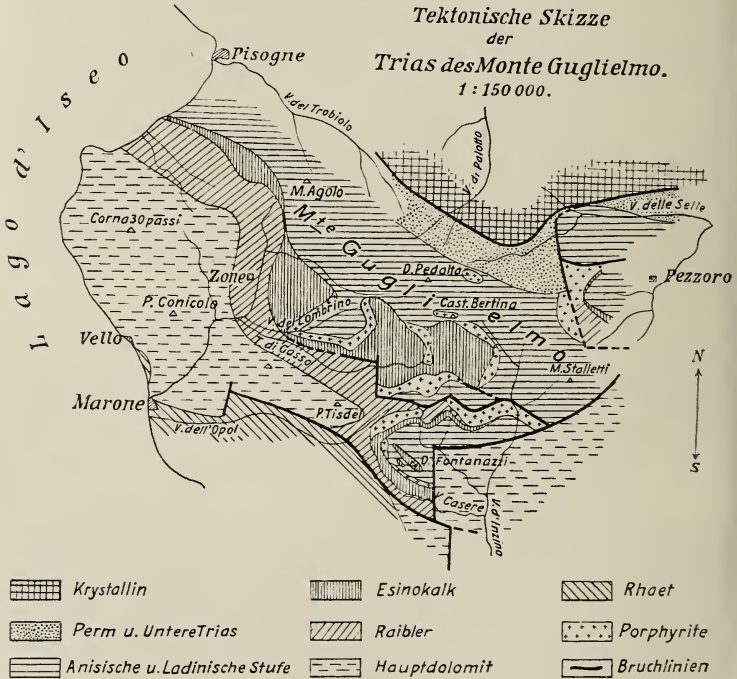 Tektonische Skizze
der
Trias des Monte Guglielmo.
1 : 150 000.
Lago d'Iseo
Pisogne
V. del Trobiolo
V. di Palotto
M. Agolo
V. delle Selle
Corna 30 passi
Mte Guglielmo
Zone
D. Pedalta
Pezzoro
P. Conicolo
Cast. Bertina
V. del Lombrino
Vello
T. di Gasso
M. Stalletti
N
S
Marone
P. Tisdel
V. dell'Opol
D. Fontanazzi
V. Casere
V. d'Inzino
Krystallin
Esinokalk
Rhaet
Perm u. Untere Trias
Raibler
Porphyrite
Anisische u. Ladinische Stufe
Hauptdolomit
Bruchlinien